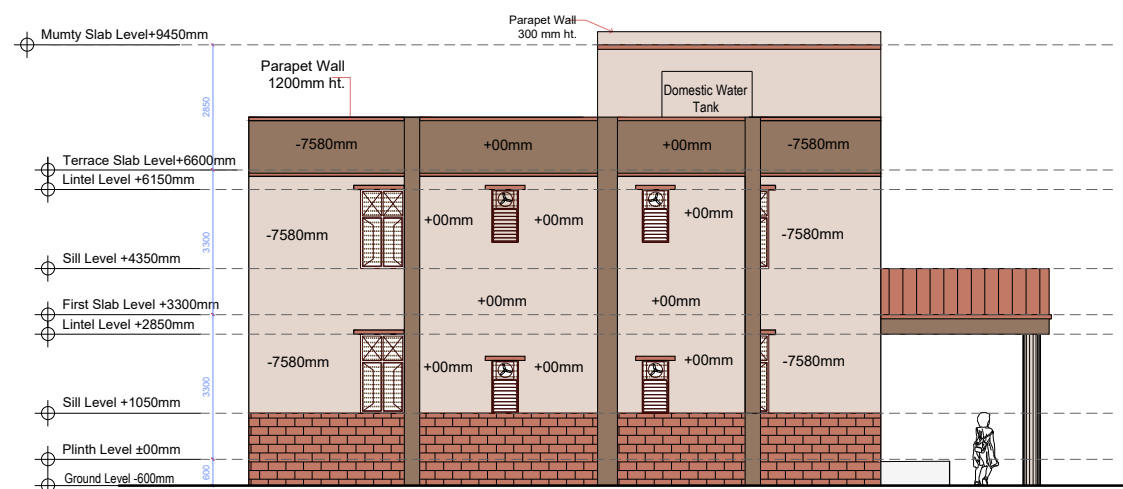 Parapet Wall
300 mm ht.
Mumty Slab Level+9450mm
Parapet Wall
1200mm ht.
Domestic Water
Tank
2850
-7580mm
+00mm
+00mm
-7580mm
Terrace Slab Level+6600mm
Lintel Level +6150mm
+00mm
+00mm
+00mm
-7580mm
-7580mm
3300
Sill Level +4350mm
First Slab Level +3300mm
+00mm
+00mm
Lintel Level +2850mm
-7580mm
+00mm
+00mm
+00mm
-7580mm
3300
Sill Level +1050mm
Plinth Level ±00mm
600
Ground Level -600mm